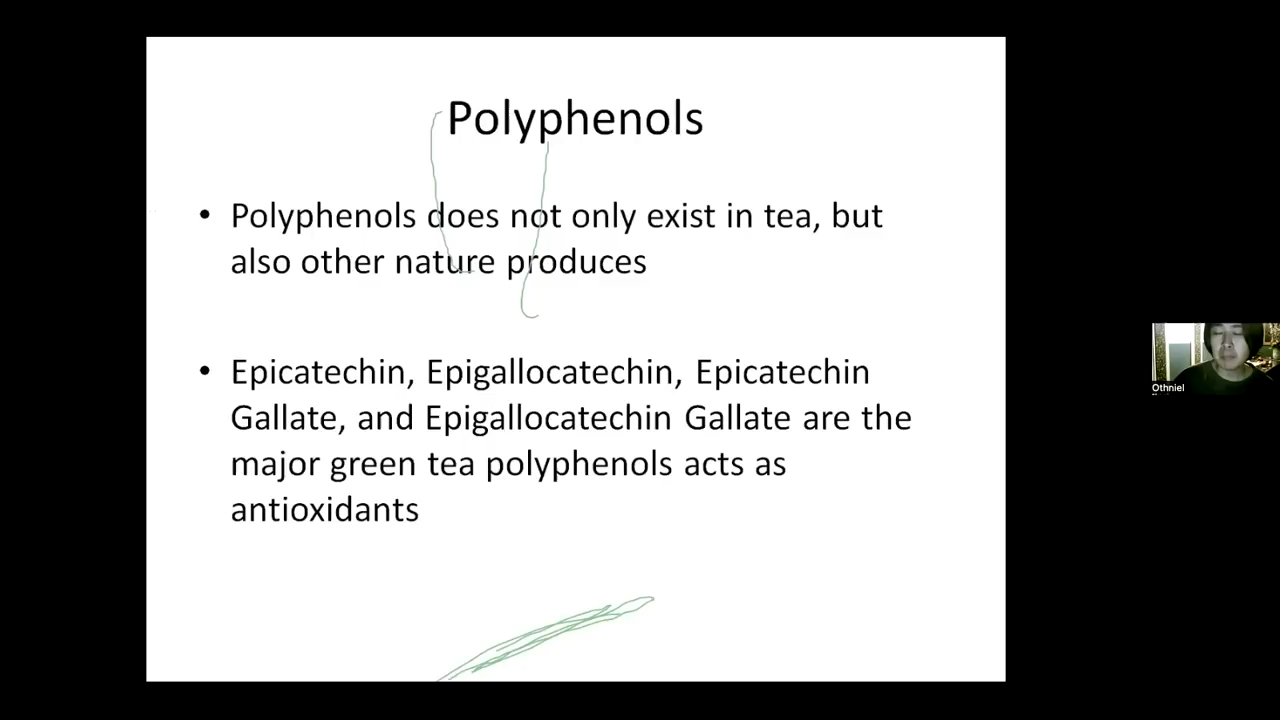 Polyphenols
• Polyphenols does not only exist in tea, but
also other nature produces
• Epicatechin, Epigallocatechin, Epicatechin
Gallate, and Epigallocatechin Gallate are the
major green tea polyphenols acts as
antioxidants
Othniel